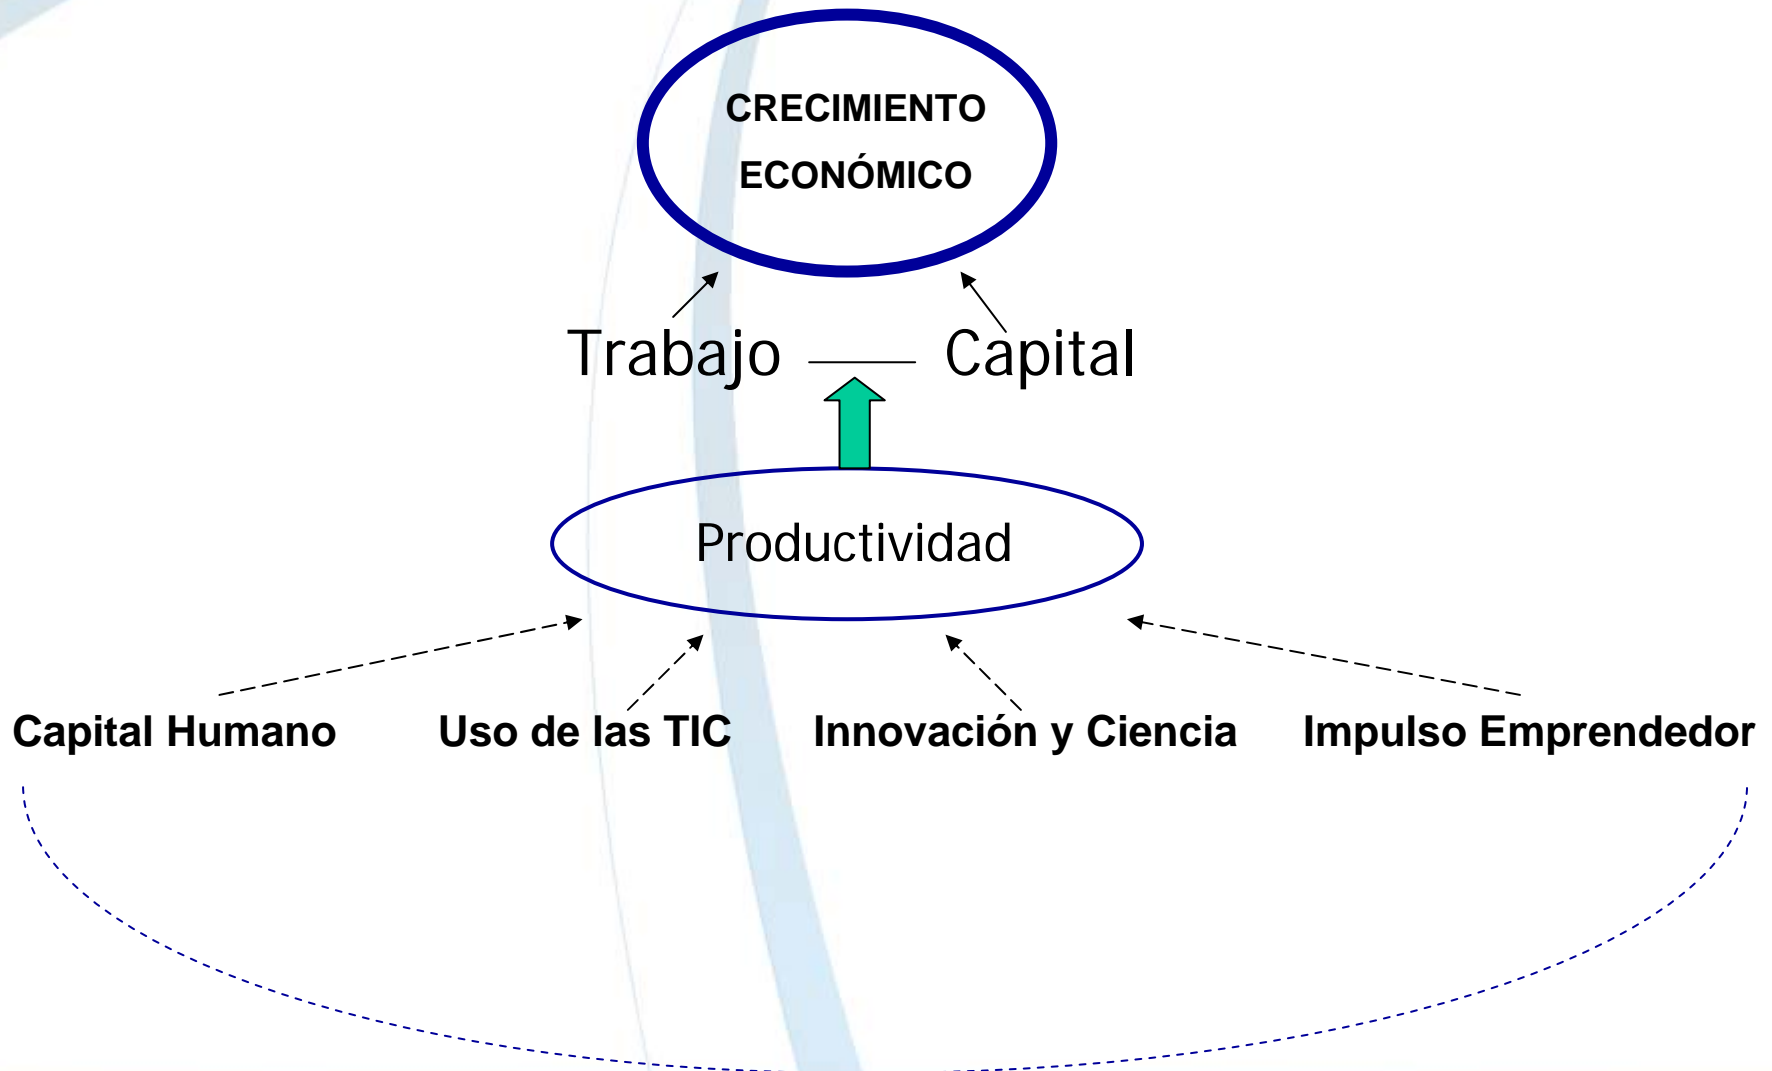 CRECIMIENTO
ECONÓMICO
Trabajo
Capital
Productividad
Capital Humano
Uso de las TIC
Innovación y Ciencia
Impulso Emprendedor